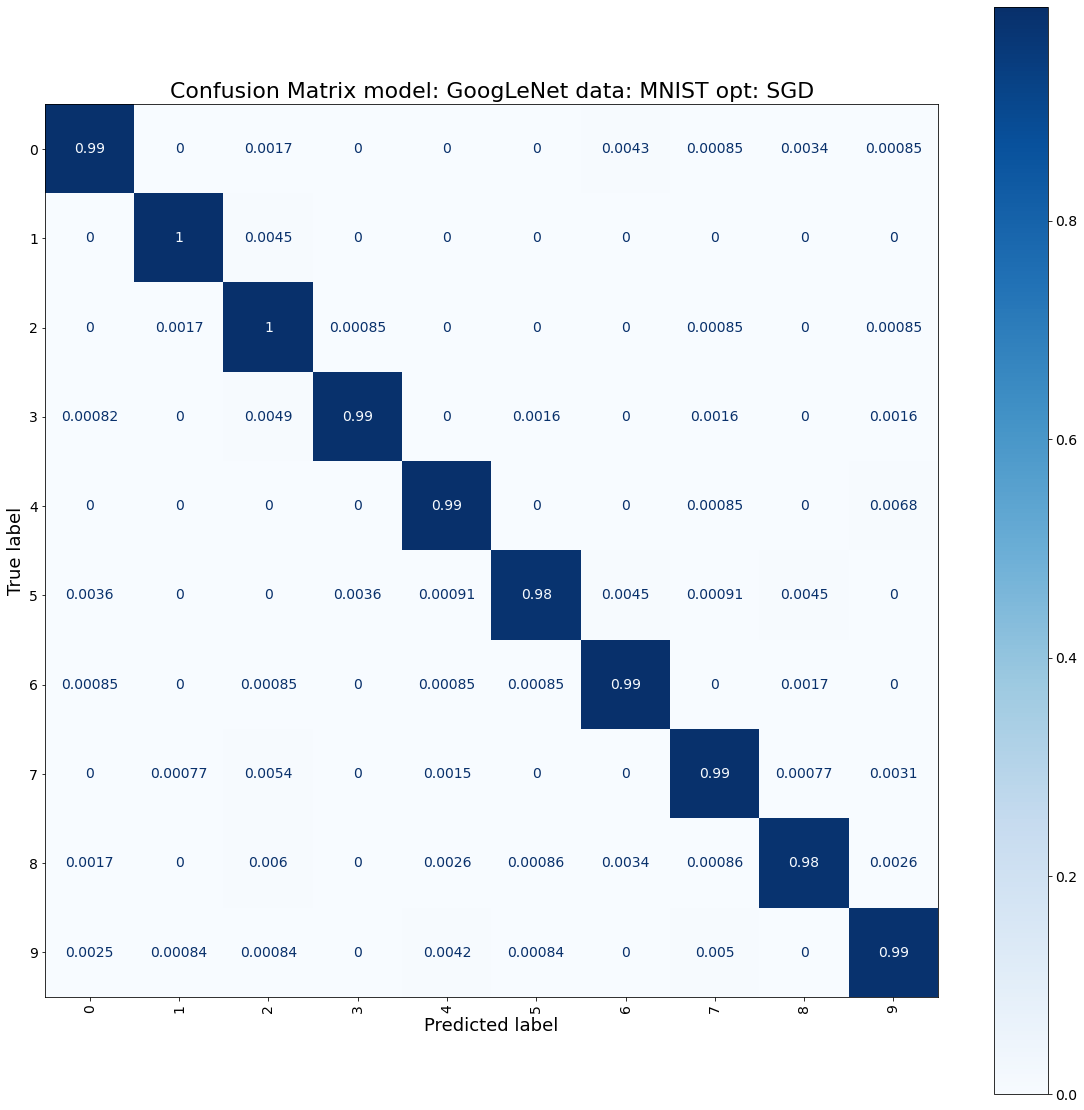 Confusion Matrix model: GoogLeNet data: MNIST opt: SGD
0 0.99 0 0.0017 0 0 0 0.0043 0.00085 0.0034 0.00085
1 0 1 0.0045 0 0 0 0 0 0 0
2 0 0.0017 1 0.00085 0 0 0 0.00085 0 0.00085
3 0.00082 0 0.0049 0.99 0 0.0016 0 0.0016 0 0.0016
4 0 0 0 0 0.99 0 0 0.00085 0 0.0068
5 0.0036 0 0 0.0036 0.00091 0.98 0.0045 0.00091 0.0045 0
6 0.00085 0 0.00085 0 0.00085 0.00085 0.99 0 0.0017 0
7 0 0.00077 0.0054 0 0.0015 0 0 0.99 0.00077 0.0031
8 0.0017 0 0.006 0 0.0026 0.00086 0.0034 0.00086 0.98 0.0026
9 0.0025 0.00084 0.00084 0 0.0042 0.00084 0 0.005 0 0.99
0 1 2 3 4 5 6 7 8 9
Predicted label
True label
0.8
0.6
0.4
0.2
0.0